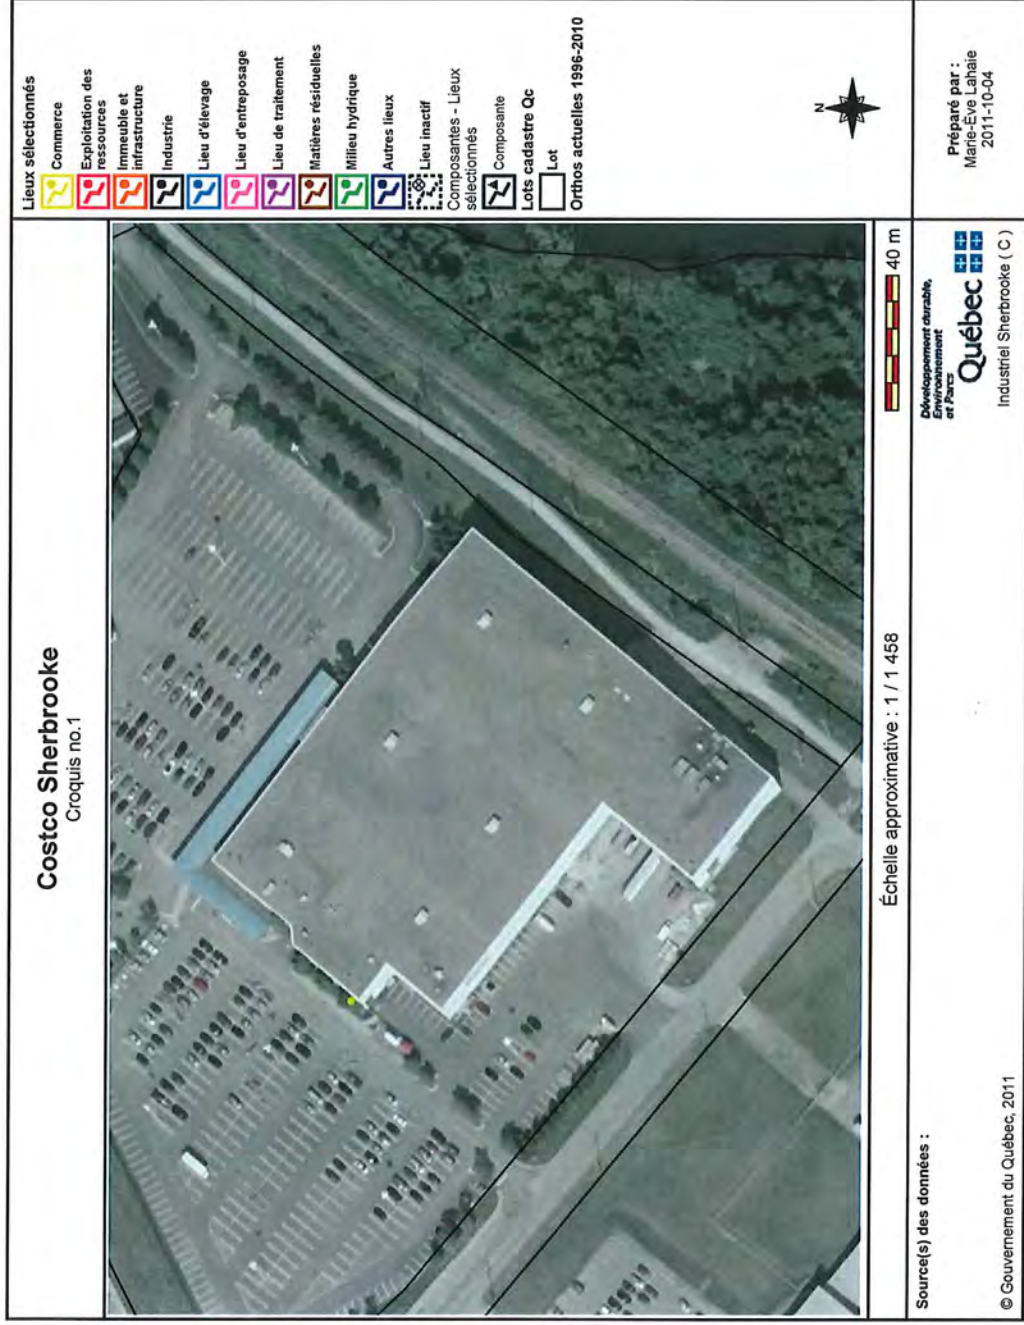 Costco Sherbrooke
Croquis no.1
Lieux sélectionnés
Commerce
Exploitation des
ressources
Immeuble et
infrastructure
Industrie
Lieu d'élevage
Lieu d'entreposage
Lieu de traitement
Matières résiduelles
Milieu hydrique
Autres lieux
Lieu inactif
Composantes - Lieux
sélectionnés
Composante
Lots cadastre Qc
Lot
Orthos actuelles 1996-2010
N
Échelle approximative : 1 / 1 458
40 m
Source(s) des données :
© Gouvernement du Québec, 2011
Développement durable,
Environnement
et Parcs
Québec
Industriel Sherbrooke ( C )
Préparé par :
Marie-Ève Lahaie
2011-10-04